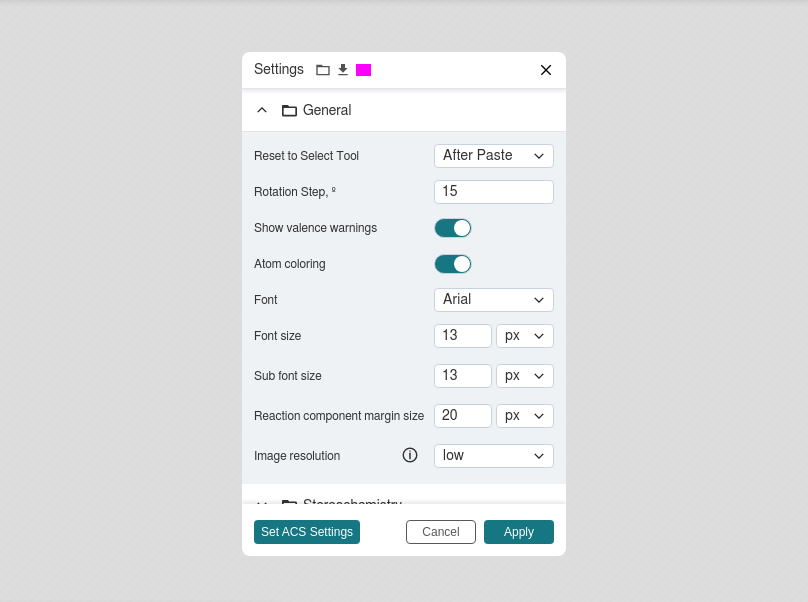 Settings
General
Reset to Select Tool After Paste
Rotation Step, º 15
Show valence warnings
Atom coloring
Font Arial
Font size 13 px
Sub font size 13 px
Reaction component margin size 20 px
Image resolution low
Stereochemistry
Set ACS Settings Cancel Apply